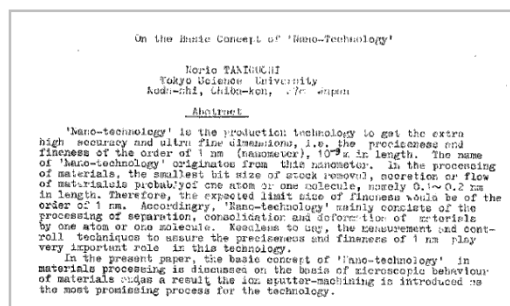 On the Basic Concept of 'Nano-Technology'
Norio TANIGUCHI
Tokyo Science University
Noda-shi, Chiba-ken, Japan
Abstract
'Nano-technology' is the production technology to get the extra
high accuracy and ultra fine dimensions, i.e. the preciseness and
fineness of the order of 1 nm (nanometer), 10⁻⁹m in length. The name
of 'Nano-technology' originates from this nanometer. In the processing
of materials, the smallest bit size of stock removal, accretion or flow
of materials is probably of one atom or one molecule, namely 0.1~0.2 nm
in length. Therefore, the expected limit size of fineness would be of the
order of 1 nm. Accordingry, 'Nano-technology' mainly consists of the
processing of separation, consolidation and deformation of materials
by one atom or one molecule. Needless to say, the measurement and cont-
roll techniques to assure the preciseness and fineness of 1 nm play
very important role in this technology.
In the present paper, the basic concept of 'Nano-technology' in
materials processing is discussed on the basis of microscopic behaviour
of materials and as a result the ion sputter-machining is introduced as
the most promissing process for the technology.